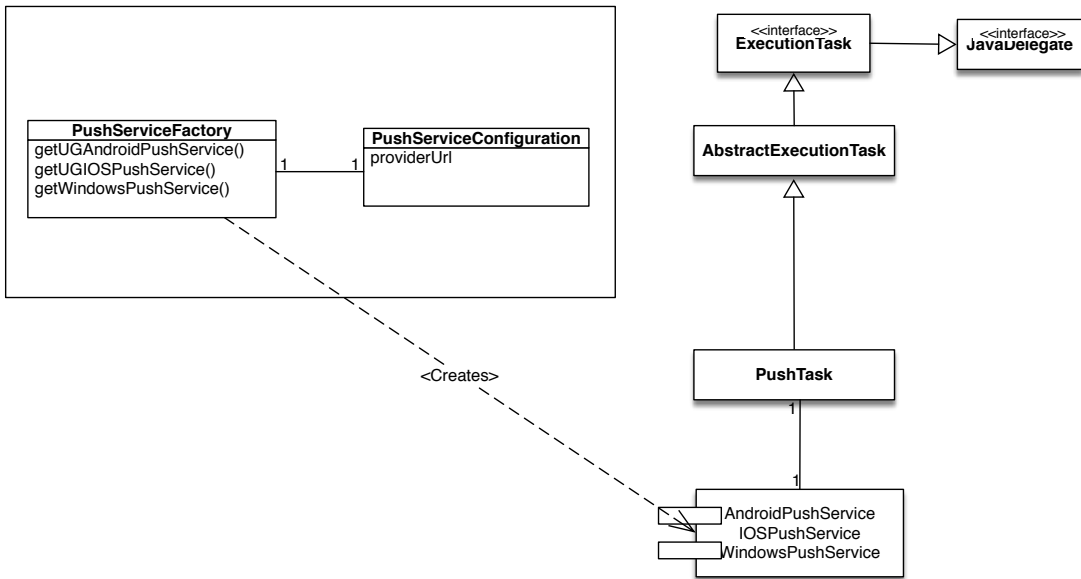 <<interface>>
ExecutionTask
<<interface>>
JavaDelegate
PushServiceFactory
getUGAndroidPushService()
getUGIOSPushService()
getWindowsPushService()
1
1
PushServiceConfiguration
providerUrl
AbstractExecutionTask
<Creates>
PushTask
1
1
AndroidPushService
IOSPushService
WindowsPushService